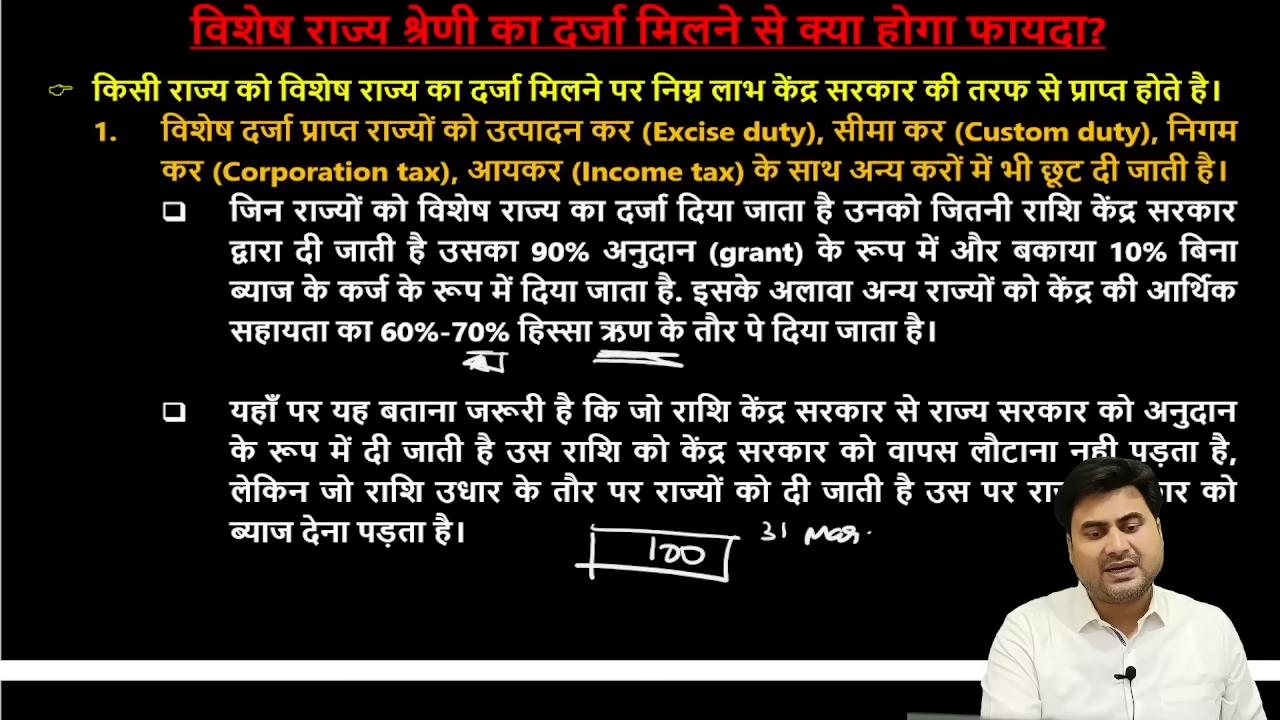 विशेष राज्य श्रेणी का दर्जा मिलने से क्या होगा फायदा?
☞ किसी राज्य को विशेष राज्य का दर्जा मिलने पर निम्न लाभ केंद्र सरकार की तरफ से प्राप्त होते है।
1. विशेष दर्जा प्राप्त राज्यों को उत्पादन कर (Excise duty), सीमा कर (Custom duty), निगम
कर (Corporation tax), आयकर (Income tax) के साथ अन्य करों में भी छूट दी जाती है।
❑ जिन राज्यों को विशेष राज्य का दर्जा दिया जाता है उनको जितनी राशि केंद्र सरकार
द्वारा दी जाती है उसका 90% अनुदान (grant) के रूप में और बकाया 10% बिना
ब्याज के कर्ज के रूप में दिया जाता है. इसके अलावा अन्य राज्यों को केंद्र की आर्थिक
सहायता का 60%-70% हिस्सा ऋण के तौर पे दिया जाता है।
❑ यहाँ पर यह बताना जरूरी है कि जो राशि केंद्र सरकार से राज्य सरकार को अनुदान
के रूप में दी जाती है उस राशि को केंद्र सरकार को वापस लौटाना नही पड़ता है,
लेकिन जो राशि उधार के तौर पर राज्यों को दी जाती है उस पर को
ब्याज देना पड़ता है।
100 31 Mar.